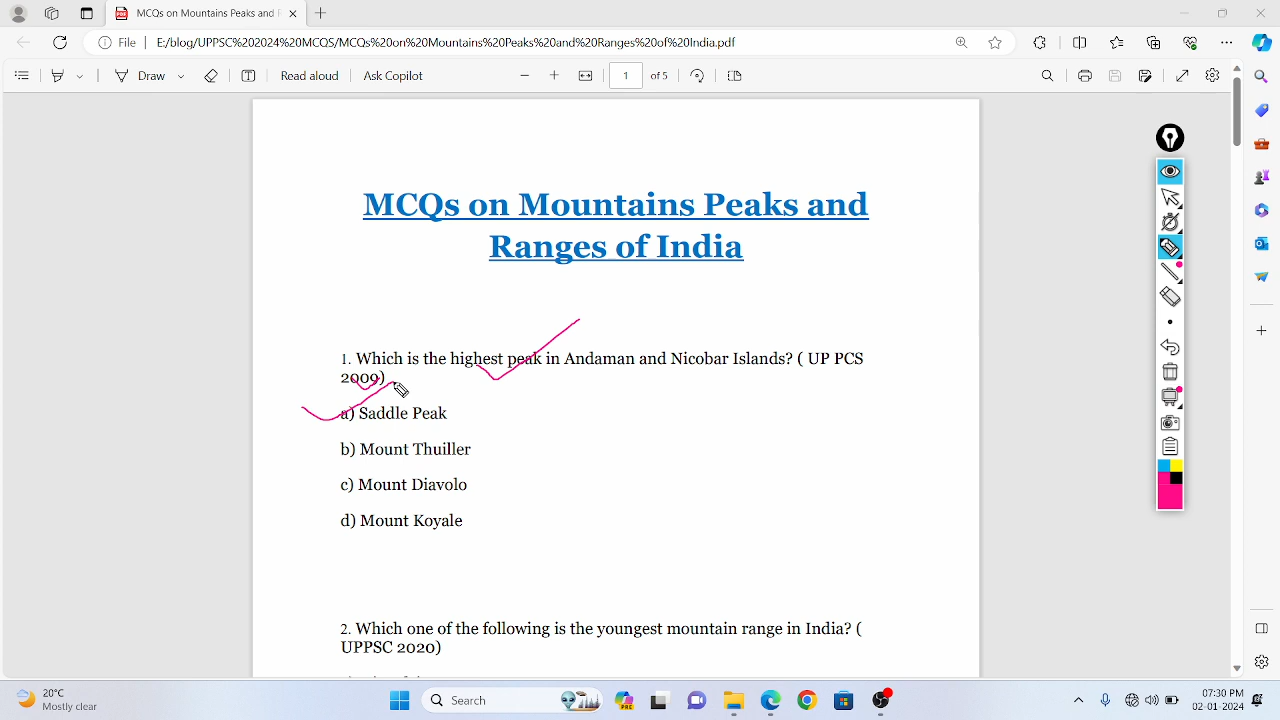 MCQs on Mountains Peaks and F
File E:/blog/UPPSC%202024%20MCQS/MCQs%20on%20Mountains%20Peaks%20and%20Ranges%20of%20India.pdf
Draw Read aloud Ask Copilot 1 of 5
MCQs on Mountains Peaks and
Ranges of India
1. Which is the highest peak in Andaman and Nicobar Islands? ( UP PCS
2009)
a) Saddle Peak
b) Mount Thuiller
c) Mount Diavolo
d) Mount Koyale
2. Which one of the following is the youngest mountain range in India? (
UPPSC 2020)
20°C
Mostly clear
Search
PRE
07:30 PM
02-01-2024